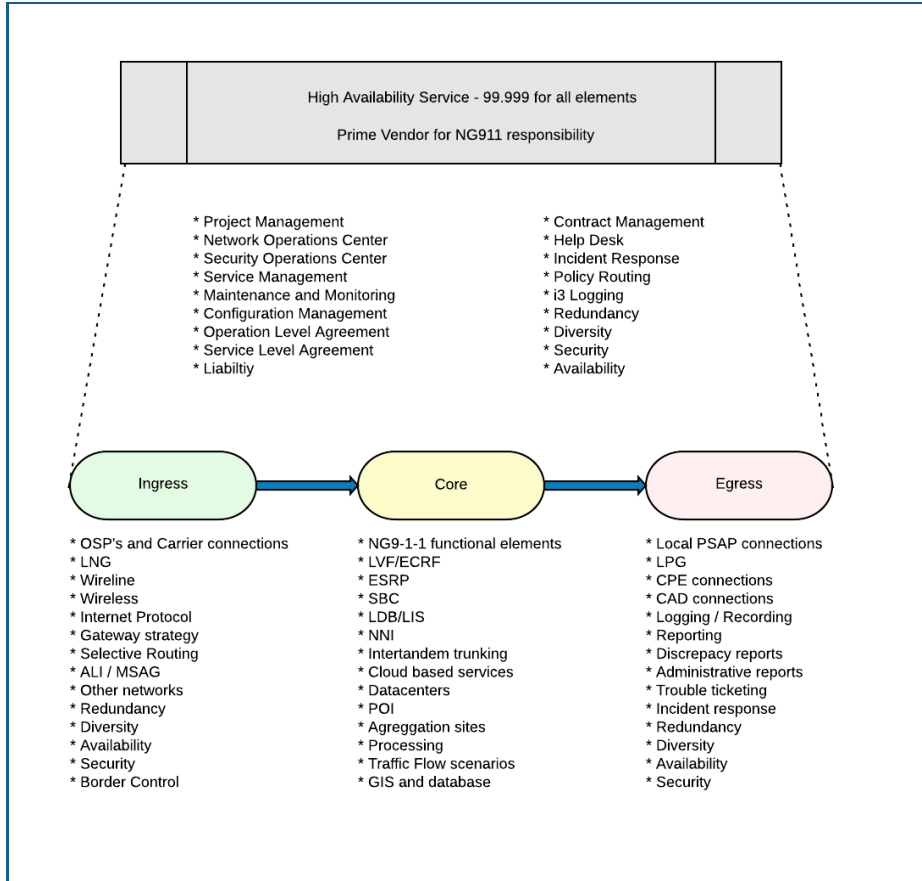 High Availability Service - 99.999 for all elements
Prime Vendor for NG911 responsibility
* Project Management
* Network Operations Center
* Security Operations Center
* Service Management
* Maintenance and Monitoring
* Configuration Management
* Operation Level Agreement
* Service Level Agreement
* Liabiltiy
* Contract Management
* Help Desk
* Incident Response
* Policy Routing
* i3 Logging
* Redundancy
* Diversity
* Security
* Availability
Ingress
* OSP's and Carrier connections
* LNG
* Wireline
* Wireless
* Internet Protocol
* Gateway strategy
* Selective Routing
* ALI / MSAG
* Other networks
* Redundancy
* Diversity
* Availability
* Security
* Border Control
Core
* NG9-1-1 functional elements
* LVF/ECRF
* ESRP
* SBC
* LDB/LIS
* NNI
* Intertandem trunking
* Cloud based services
* Datacenters
* POI
* Agreggation sites
* Processing
* Traffic Flow scenarios
* GIS and database
Egress
* Local PSAP connections
* LPG
* CPE connections
* CAD connections
* Logging / Recording
* Reporting
* Discrepacy reports
* Administrative reports
* Trouble ticketing
* Incident response
* Redundancy
* Diversity
* Availability
* Security